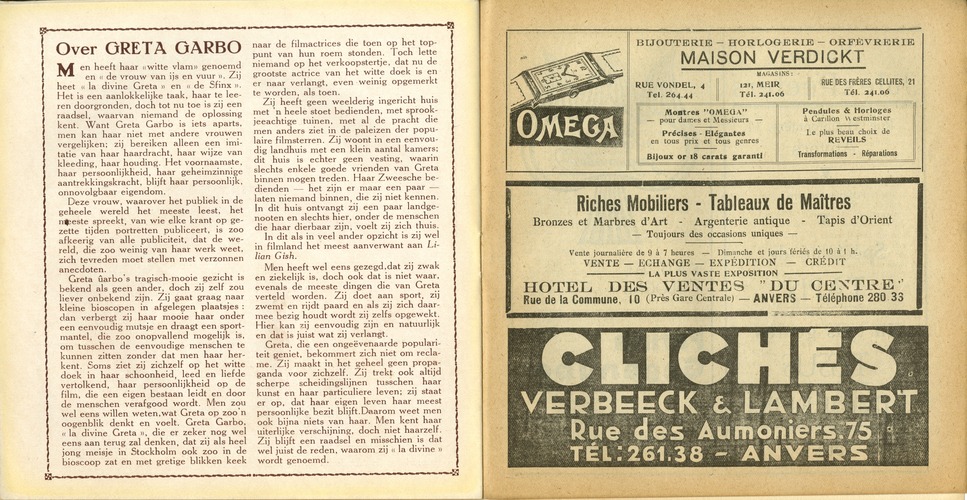 Over GRETA GARBO
Men heeft haar «witte vlam» genoemd
en « de vrouw van ijs en vuur ». Zij
heet « la divine Greta » en « de Sfinx ».
Het is een aanlokkelijke taak, haar te lee-
ren doorgronden, doch tot nu toe is zij een
raadsel, waarvan niemand de oplossing
kent. Want Greta Garbo is iets aparts,
men kan haar niet met andere vrouwen
vergelijken; zij bereiken alleen een imi-
tatie van haar haardracht, haar wijze van
kleeding, haar houding. Het voornaamste,
haar persoonlijkheid, haar geheimzinnige
aantrekkingskracht, blijft haar persoonlijk,
onnvolgbaar eigendom.
Deze vrouw, waarover het publiek in de
geheele wereld het meeste leest, het
meeste spreekt, van wie elke krant op ge-
zette tijden portretten publiceert, is zoo
afkeerig van alle publiciteit, dat de we-
reld, die zoo weinig van haar werk weet,
zich tevreden moet stellen met verzonnen
anecdoten.
Greta ûarbo's tragisch-mooie gezicht is
bekend als geen ander, doch zij zelf zou
liever onbekend zijn. Zij gaat graag naar
kleine bioscopen in afgelegen plaatsjes :
dan verbergt zij haar mooie haar onder
een eenvoudig mutsje en draagt een sport-
mantel, die zoo onopvallend mogelijk is,
om tusschen de eenvoudige menschen te
kunnen zitten zonder dat men haar her-
kent. Soms ziet zij zichzelf op het witte
doek in haar schoonheid, leed en liefde
vertolkend, haar persoonlijkheid op de
film, die een eigen bestaan leidt en door
de menschen verafgood wordt. Men zou
wel eens willen weten,wat Greta op zoo'n
oogenblik denkt en voelt. Greta Garbo,
« la divine Greta », die er zeker nog wel
eens aan terug zal denken, dat zij als heel
jong meisje in Stockholm ook zoo in de
bioscoop zat en met gretige blikken keek
naar de filmactrices die toen op het top-
punt van hun roem stonden. Toch lette
niemand op het verkoopstertje, dat nu de
grootste actrice van het witte doek is en
er naar verlangt, even weinig opgemerkt
te worden, als toen.
Zij heeft geen weelderig ingericht huis
met 'n heele stoet bedienden, met sprook-
jeeachtige tuinen, met al de pracht die
men anders ziet in de paleizen der popu-
laire filmsterren. Zij woont in een eenvou-
dig landhuis met een klein aantal kamers;
dit huis is echter geen vesting, waarin
slechts enkele goede vrienden van Greta
binnen mogen treden. Haar Zweesche be-
dienden — het zijn er maar een paar —
laten niemand binnen, die zij niet kennen.
In dit huis ontvangt zij een paar landge-
nooten en slechts hier, onder de menschen
die haar dierbaar zijn, voelt zij zich thuis.
In dit als in veel ander opzicht is zij wel
in filmland het meest aanverwant aan Li-
lian Gish.
Men heeft wel eens gezegd,dat zij zwak
en ziekelijk is, doch ook dat is niet waar,
evenals de meeste dingen die van Greta
verteld worden. Zij doet aan sport, zij
zwemt en rijdt paard en als zij zich daar-
mee bezig houdt wordt zij zelfs opgewekt.
Hier kan zij eenvoudig zijn en natuurlijk
en dat is juist wat zij verlangt.
Greta, die een ongeëvenaarde populari-
teit geniet, bekommert zich niet om recla-
me. Zij maakt in het geheel geen propa-
ganda voor zichzelf. Zij trekt ook altijd
scherpe scheidingslijnen tusschen haar
kunst en haar particuliere leven; zij staat
er op, dat haar eigen leven haar meest
persoonlijke bezit blijft.Daarom weet men
ook bijna niets van haar. Men kent haar
uiterlijke verschijning, doch niet haarzelf.
Zij blijft een raadsel en misschien is dat
wel juist de reden, waarom zij « la divine »
wordt genoemd.
OMEGA
BIJOUTERIE – HORLOGERIE – ORFÈVRERIE
MAISON VERDICKT
MAGASINS :
RUE VONDEL, 4
Tel. 264.44
121, MEIR
Tél. 241.06
RUE DES FRÈRES CELLITES, 21
Tél. 241.06
Montres "OMEGA"
— pour dames et Messieurs —
Précises - Elégantes
en tous prix et tous genres
Bijoux or 18 carats garanti
Pendules & Horloges
à Carillon Westminster
Le plus beau choix de
REVEILS
Transformations - Réparations
Riches Mobiliers - Tableaux de Maîtres
Bronzes et Marbres d'Art - Argenterie antique - Tapis d'Orient
— Toujours des occasions uniques —
Vente journalière de 9 à 7 heures — Dimanche et jours fériés de 10 à 1 h.
VENTE — ECHANGE — EXPÉDITION — CRÉDIT
— LA PLUS VASTE EXPOSITION —
HOTEL DES VENTES "DU CENTRE"
Rue de la Commune, 10 (Près Gare Centrale) — ANVERS — Téléphone 280 33
CLICHÉS
VERBEECK & LAMBERT
Rue des Aumoniers, 75
TÉL: 261.38 – ANVERS